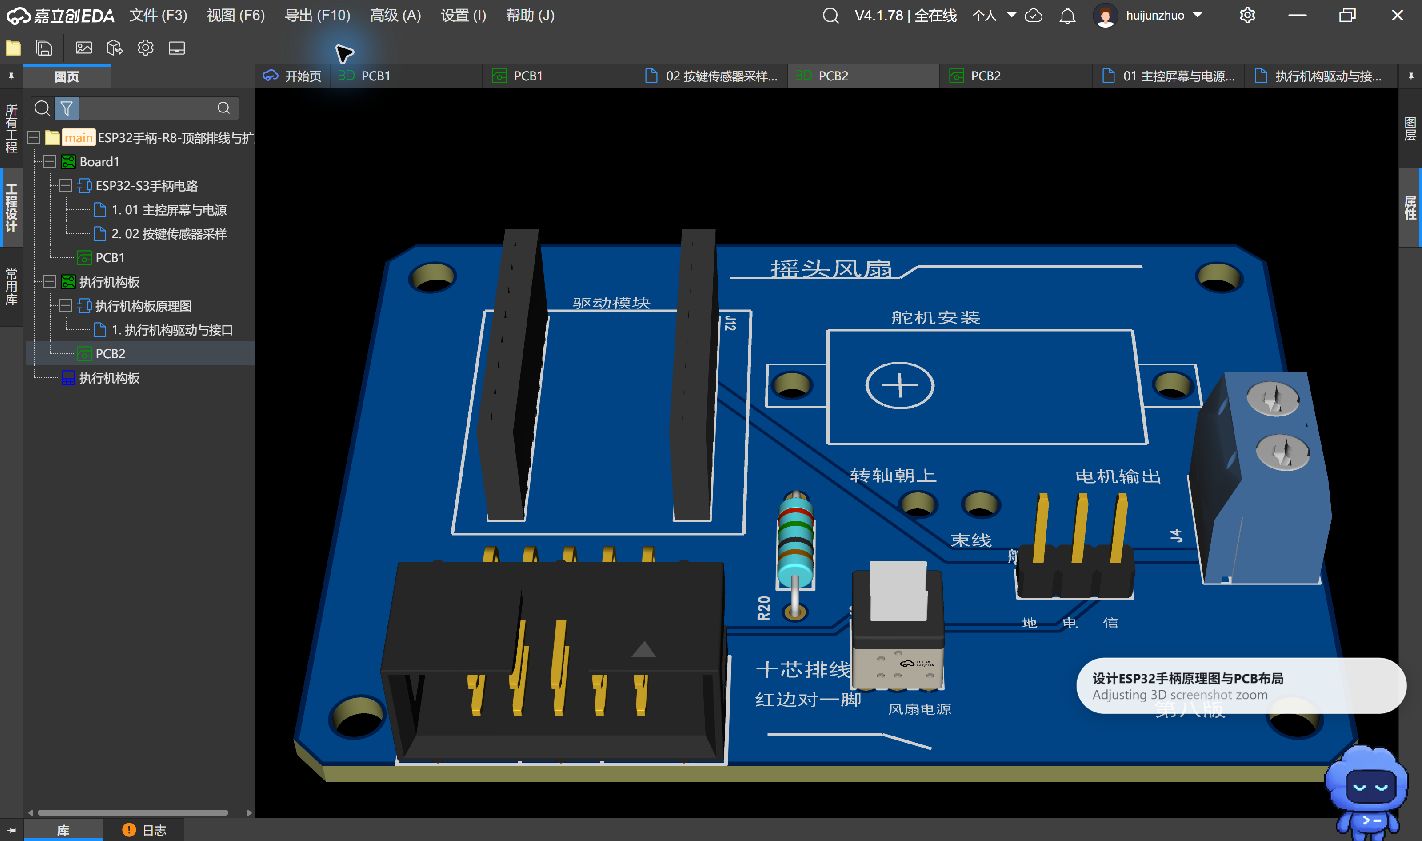 嘉立创EDA 文件 (F3) 视图 (F6) 导出 (F10) 高级 (A) 设置 (I) 帮助 (J) V4.1.78 | 全在线 个人 huijunzhuo
图页
开始页
3D PCB1
PCB1
02 按键传感器采样...
3D PCB2
PCB2
01 主控屏幕与电源...
执行机构驱动与接...
所有工程
工程设计
常用库
图层
属性
main ESP32手柄-R8-顶部排线与扩
Board1
ESP32-S3手柄电路
1. 01 主控屏幕与电源
2. 02 按键传感器采样
PCB1
执行机构板
执行机构板原理图
1. 执行机构驱动与接口
PCB2
执行机构板
摇头风扇
驱动模块
J12
舵机安装
转轴朝上
电机输出
束线
J4
R20
地 电 信
十芯排线
红边对一脚
风扇电源
设计ESP32手柄原理图与PCB布局
Adjusting 3D screenshot zoom
第八版
库
日志